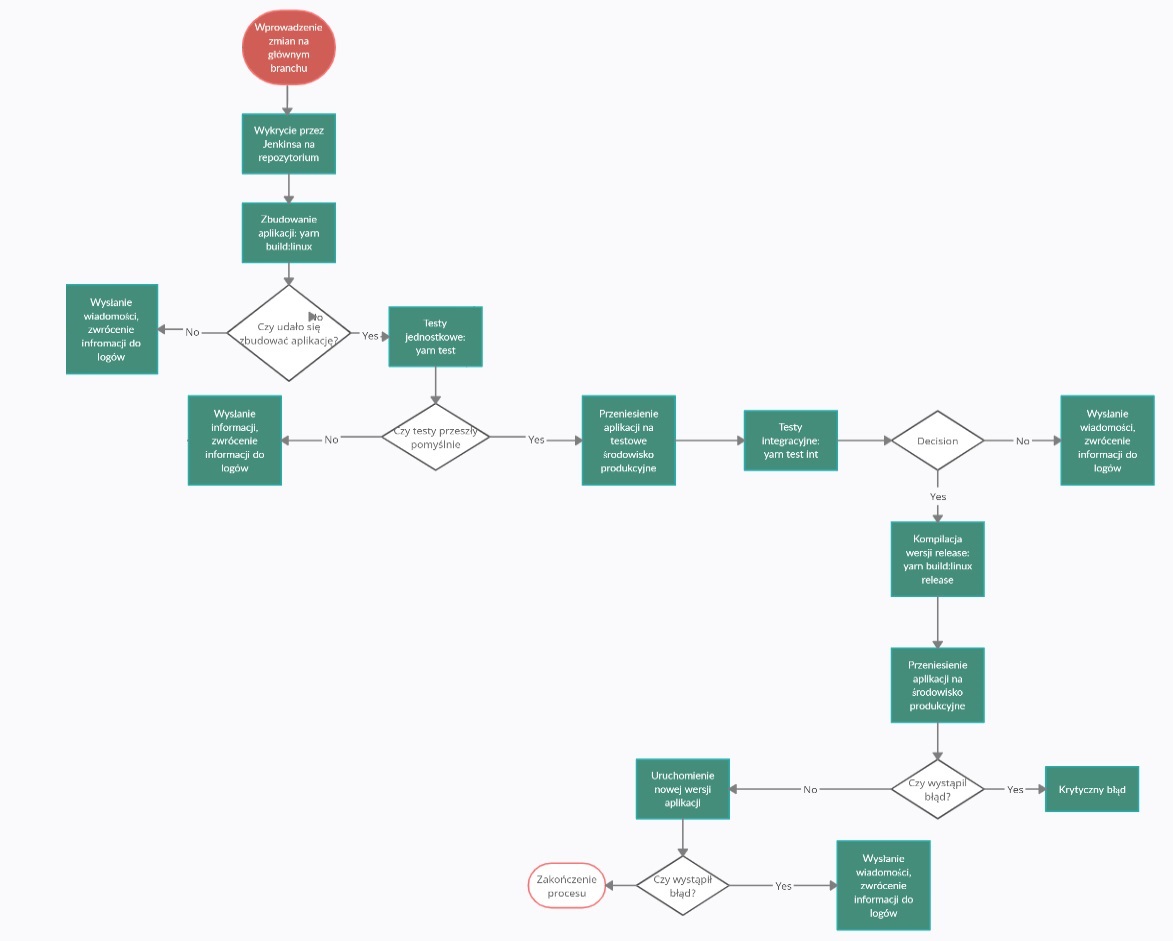 Wprowadzenie
zmian na
głównym
branchu
Wykrycie przez
Jenkinsa na
repozytorium
Zbudowanie
aplikacji: yarn
build:linux
Wysłanie
wiadomości,
zwrócenie
infromacji do
logów
No
No
Czy udało się
zbudować aplikację?
Yes
Testy
jednostkowe:
yarn test
Wysłanie
informacji,
zwrócenie
informacji do
logów
No
Czy testy przeszły
pomyślnie
Yes
Przeniesienie
aplikacji na
testowe
środowisko
produkcyjne
Testy
integracyjne:
yarn test int
Decision
No
Wysłanie
wiadomości,
zwrócenie
informacji do
logów
Yes
Kompilacja
wersji release:
yarn build:linux
release
Przeniesienie
aplikacji na
środowisko
produkcyjne
Uruchomienie
nowej wersji
aplikacji
No
Czy wystąpił
błąd?
Yes
Krytyczny błąd
Zakończenie
procesu
Czy wystąpił
błąd?
Yes
Wysłanie
wiadomości,
zwrócenie
informacji do
logów